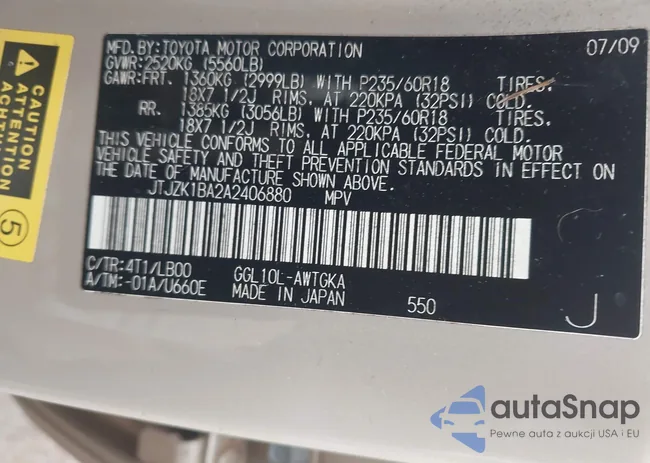 MFD. BY: TOYOTA MOTOR CORPORATION 07/09
GVWR: 2520KG (5560LB)
GAWR: FRT. 1360KG (2999LB) WITH P235/60R18 TIRES,
18X7 1/2J RIMS, AT 220KPA (32PSI) COLD.
RR. 1385KG (3056LB) WITH P235/60R18 TIRES,
18X7 1/2J RIMS, AT 220KPA (32PSI) COLD.
THIS VEHICLE CONFORMS TO ALL APPLICABLE FEDERAL MOTOR
VEHICLE SAFETY AND THEFT PREVENTION STANDARDS IN EFFECT ON
THE DATE OF MANUFACTURE SHOWN ABOVE.
JTJZK1BA2A2406880 MPV
C/TR: 4T1/LB00 GGL10L-AWTGKA
A/TM: -01A/U660E MADE IN JAPAN 550 J
CAUTION
ATTENTION
ACHTUNG
5
autaSnap
Pewne auta z aukcji USA i EU